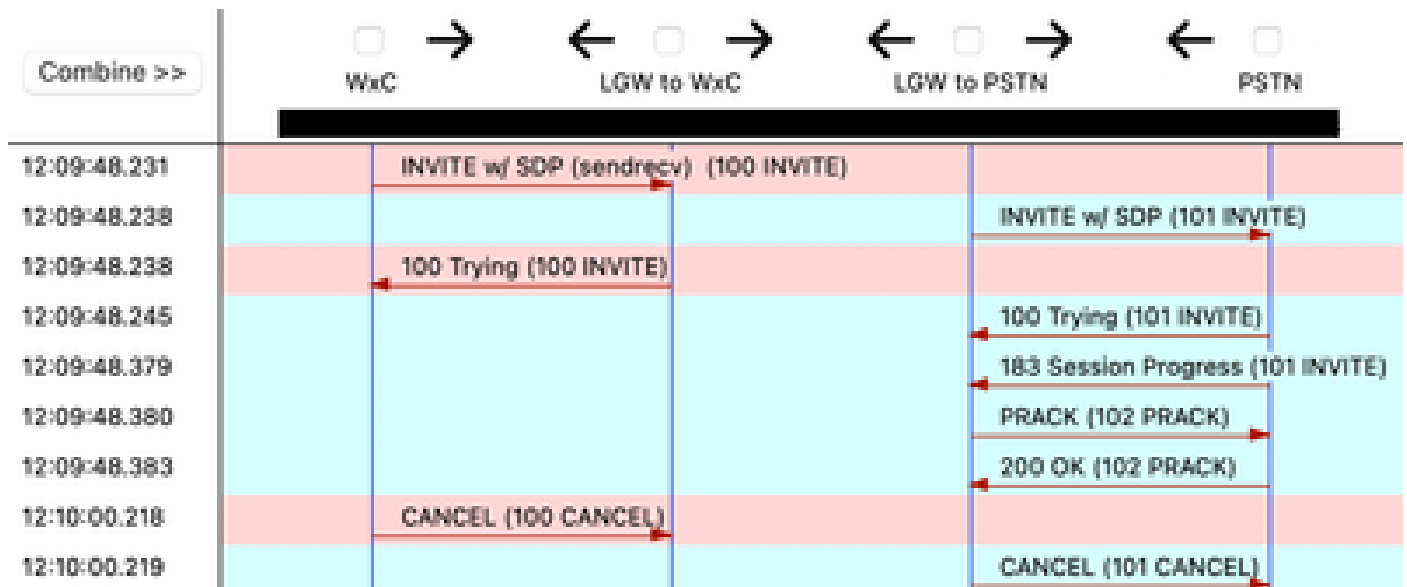 Combine >>
WxC
LGW to WxC
LGW to PSTN
PSTN
12:09:48.231 INVITE w/ SDP (sendrecv) (100 INVITE)
12:09:48.238 INVITE w/ SDP (101 INVITE)
12:09:48.238 100 Trying (100 INVITE)
12:09:48.245 100 Trying (101 INVITE)
12:09:48.379 183 Session Progress (101 INVITE)
12:09:48.380 PRACK (102 PRACK)
12:09:48.383 200 OK (102 PRACK)
12:10:00.218 CANCEL (100 CANCEL)
12:10:00.219 CANCEL (101 CANCEL)